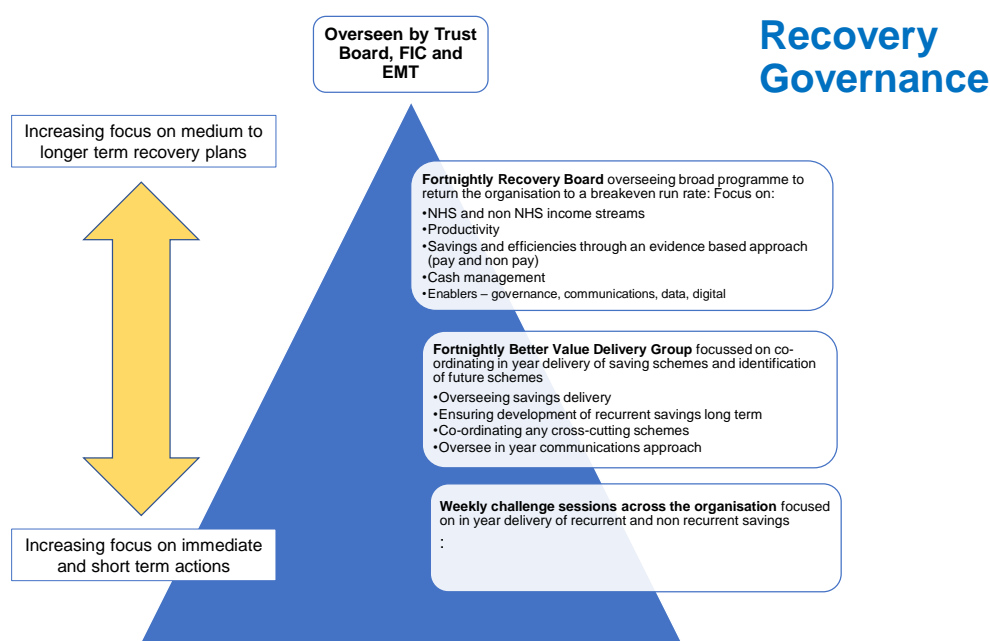 Recovery
Governance
Overseen by Trust
Board, FIC and
EMT
Increasing focus on medium to
longer term recovery plans
Fortnightly Recovery Board overseeing broad programme to
return the organisation to a breakeven run rate: Focus on:
•NHS and non NHS income streams
•Productivity
•Savings and efficiencies through an evidence based approach
(pay and non pay)
•Cash management
•Enablers – governance, communications, data, digital
Fortnightly Better Value Delivery Group focussed on co-
ordinating in year delivery of saving schemes and identification
of future schemes
•Overseeing savings delivery
•Ensuring development of recurrent savings long term
•Co-ordinating any cross-cutting schemes
•Oversee in year communications approach
Weekly challenge sessions across the organisation focused
on in year delivery of recurrent and non recurrent savings
:
Increasing focus on immediate
and short term actions